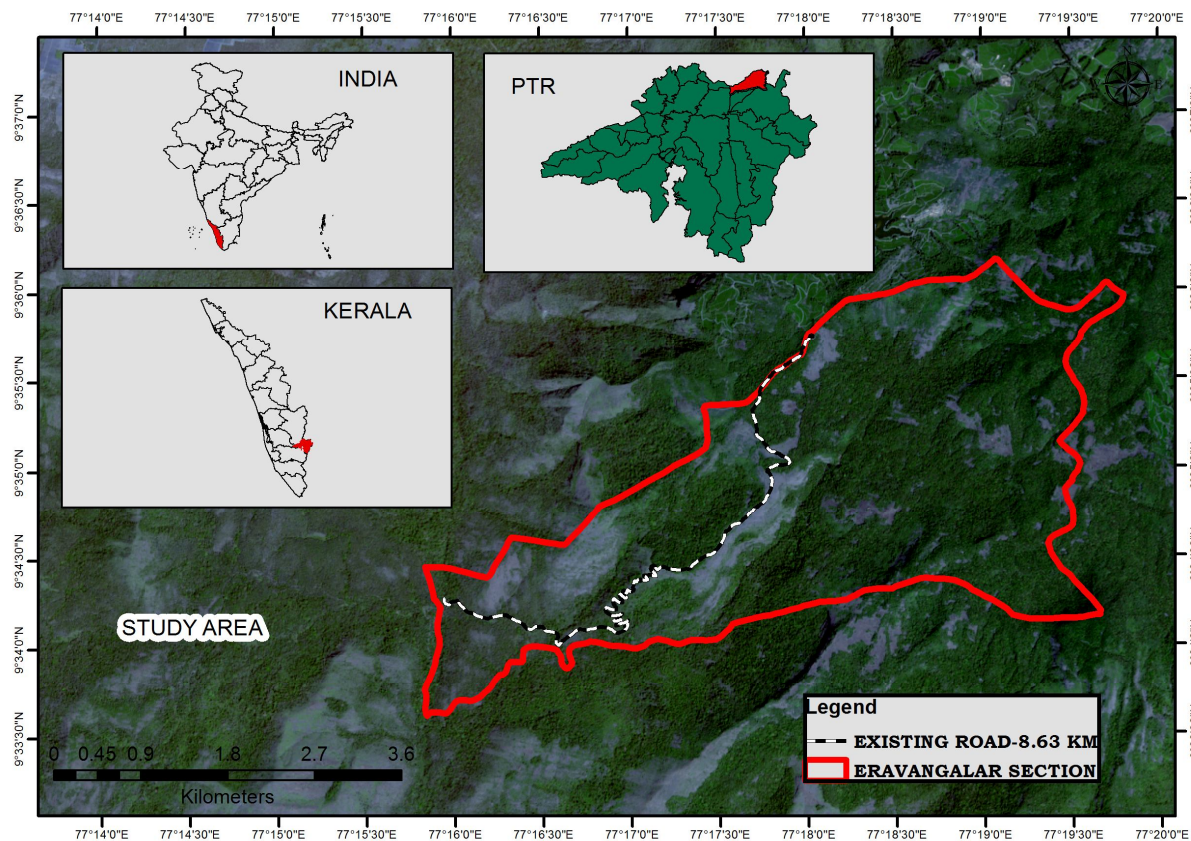 77°14'0"E 77°14'30"E 77°15'0"E 77°15'30"E 77°16'0"E 77°16'30"E 77°17'0"E 77°17'30"E 77°18'0"E 77°18'30"E 77°19'0"E 77°19'30"E 77°20'0"E
INDIA
PTR
KERALA
9°37'0"N
9°36'30"N
9°36'0"N
9°35'30"N
9°35'0"N
9°34'30"N
9°34'0"N
9°33'30"N
STUDY AREA
Legend
EXISTING ROAD-8.63 KM
ERAVANGALAR SECTION
0 0.45 0.9 1.8 2.7 3.6
Kilometers
77°14'0"E 77°14'30"E 77°15'0"E 77°15'30"E 77°16'0"E 77°16'30"E 77°17'0"E 77°17'30"E 77°18'0"E 77°18'30"E 77°19'0"E 77°19'30"E 77°20'0"E